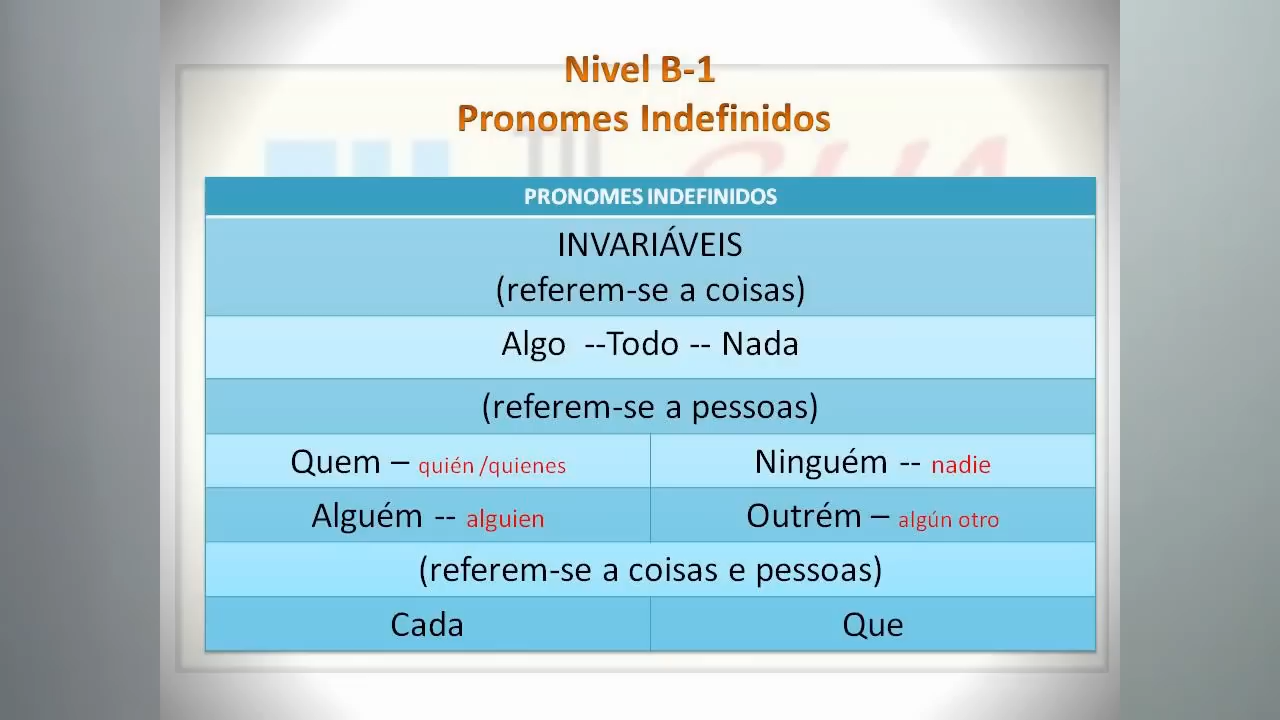 Nivel B-1
Pronomes Indefinidos
PRONOMES INDEFINIDOS
INVARIÁVEIS
(referem-se a coisas)
Algo --Todo -- Nada
(referem-se a pessoas)
Quem – quién /quienes
Ninguém -- nadie
Alguém -- alguien
Outrém – algún otro
(referem-se a coisas e pessoas)
Cada
Que